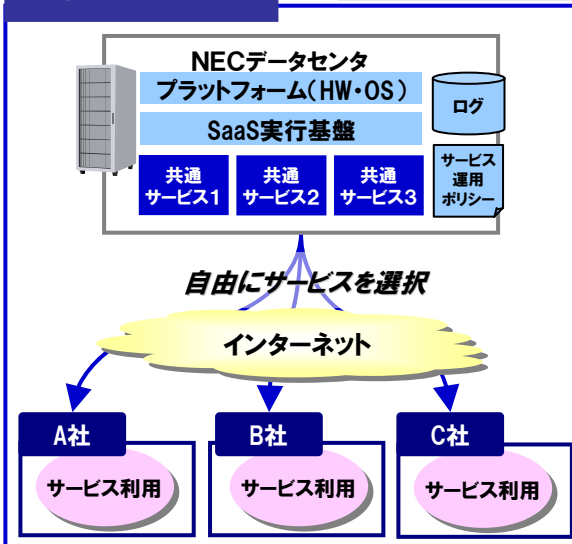 NECデータセンタ
プラットフォーム(HW・OS)
SaaS実行基盤
ログ
共通
サービス1
共通
サービス2
共通
サービス3
サービス
運用
ポリシー
自由にサービスを選択
インターネット
A社
B社
C社
サービス利用
サービス利用
サービス利用